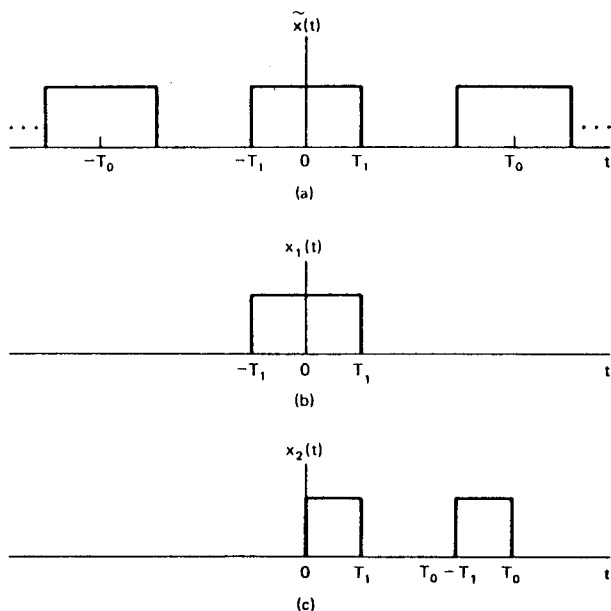 x̃(t)
... ...
−T₀ −T₁ 0 T₁ T₀ t
(a)
x₁(t)
−T₁ 0 T₁ t
(b)
x₂(t)
0 T₁ T₀ − T₁ T₀ t
(c)